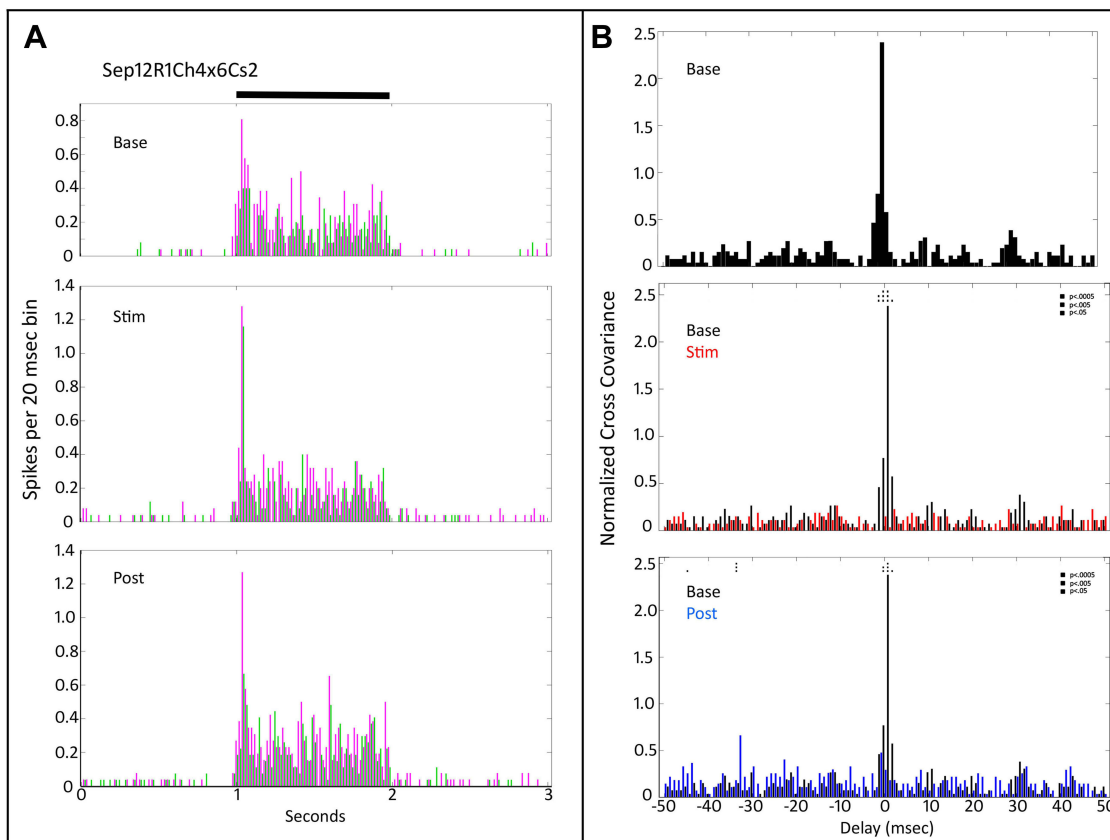 A
Sep12R1Ch4x6Cs2
Spikes per 20 msec bin
Base
0.8
0.6
0.4
0.2
0
Stim
1.4
1.2
1.0
0.8
0.6
0.4
0.2
0
Post
1.4
1.2
1.0
0.8
0.6
0.4
0.2
0
0 1 2 3
Seconds
B
Normalized Cross Covariance
Base
2.5
2.0
1.5
1.0
0.5
0
Base
Stim
p<.0005
p<.005
p<.05
2.5
2.0
1.5
1.0
0.5
0
Base
Post
p<.0005
p<.005
p<.05
2.5
2.0
1.5
1.0
0.5
0
-50 -40 -30 -20 -10 0 10 20 30 40 50
Delay (msec)